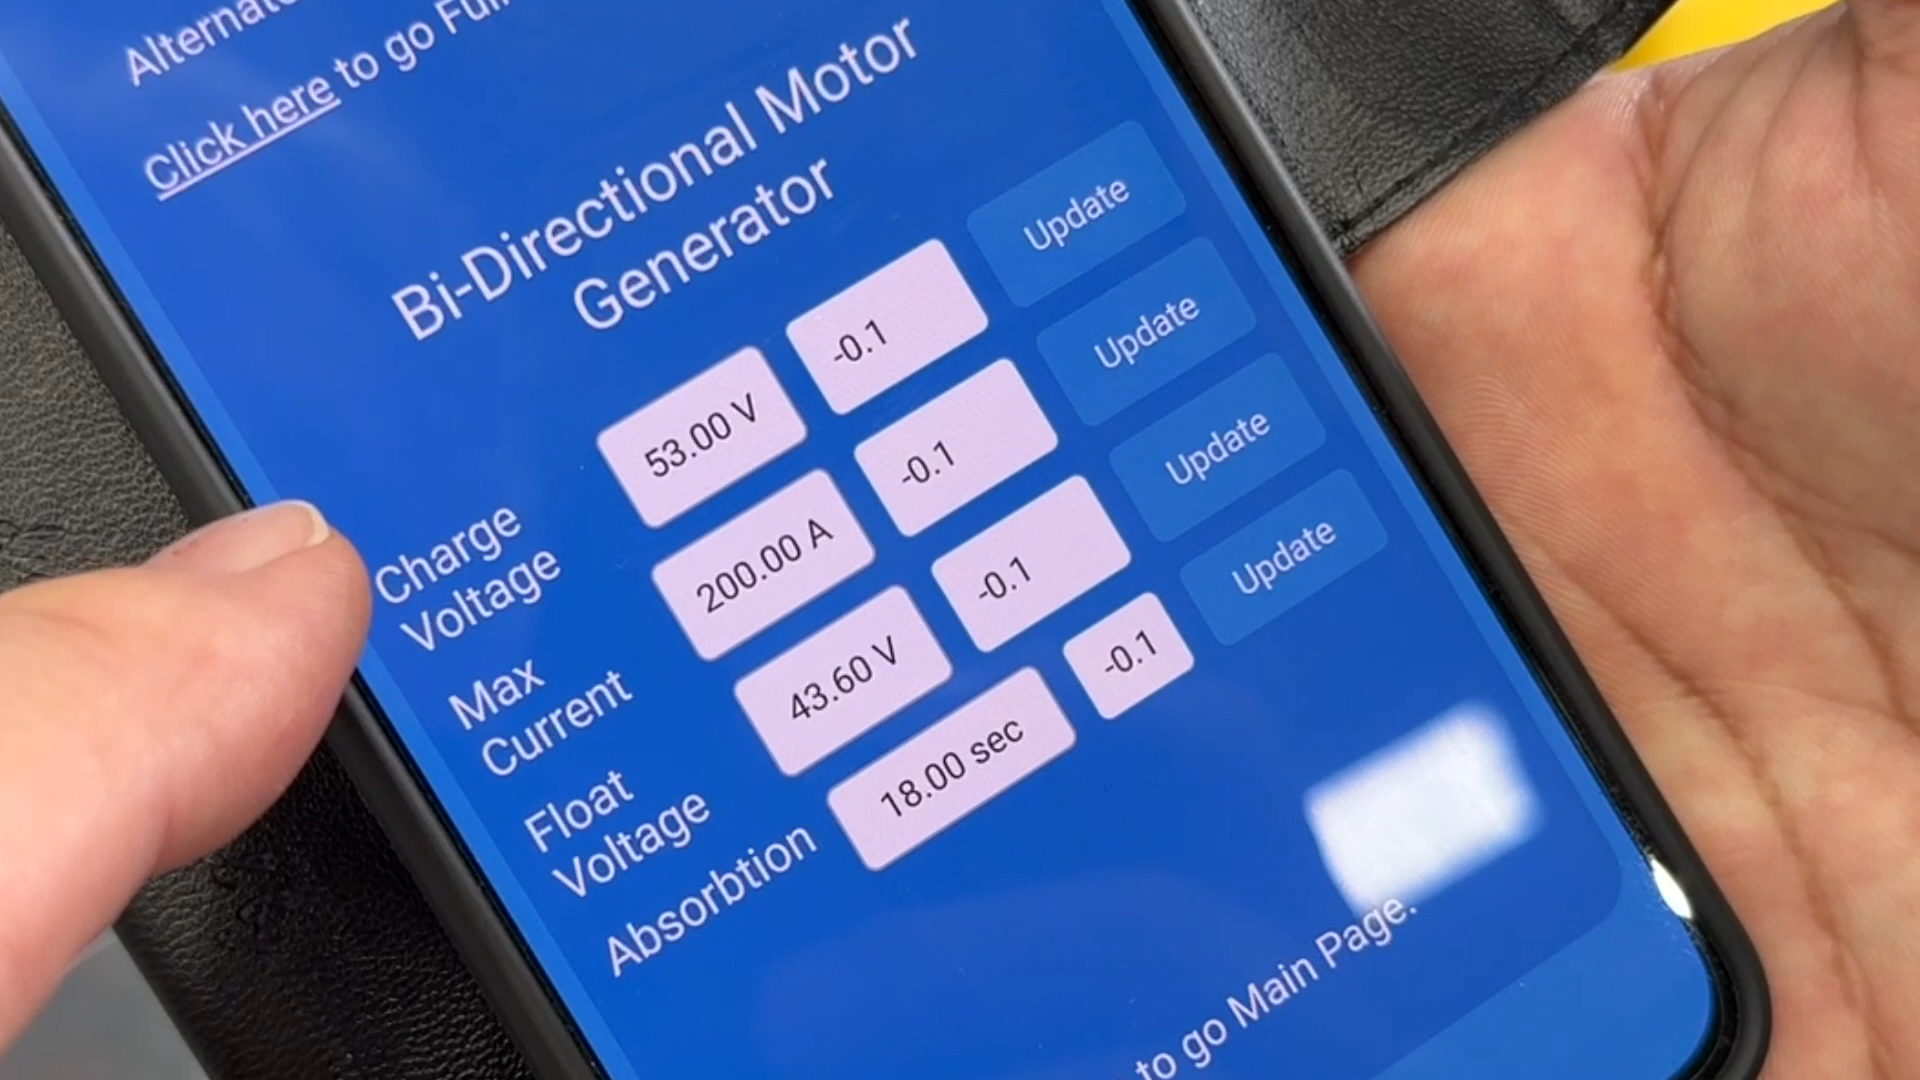 Click here to go
Bi-Directional Motor
Generator
Charge
Voltage
53.00 V
-0.1
Update
Max
Current
200.00 A
-0.1
Update
Float
Voltage
43.60 V
-0.1
Update
Absorbtion
18.00 sec
-0.1
Update
to go Main Page.